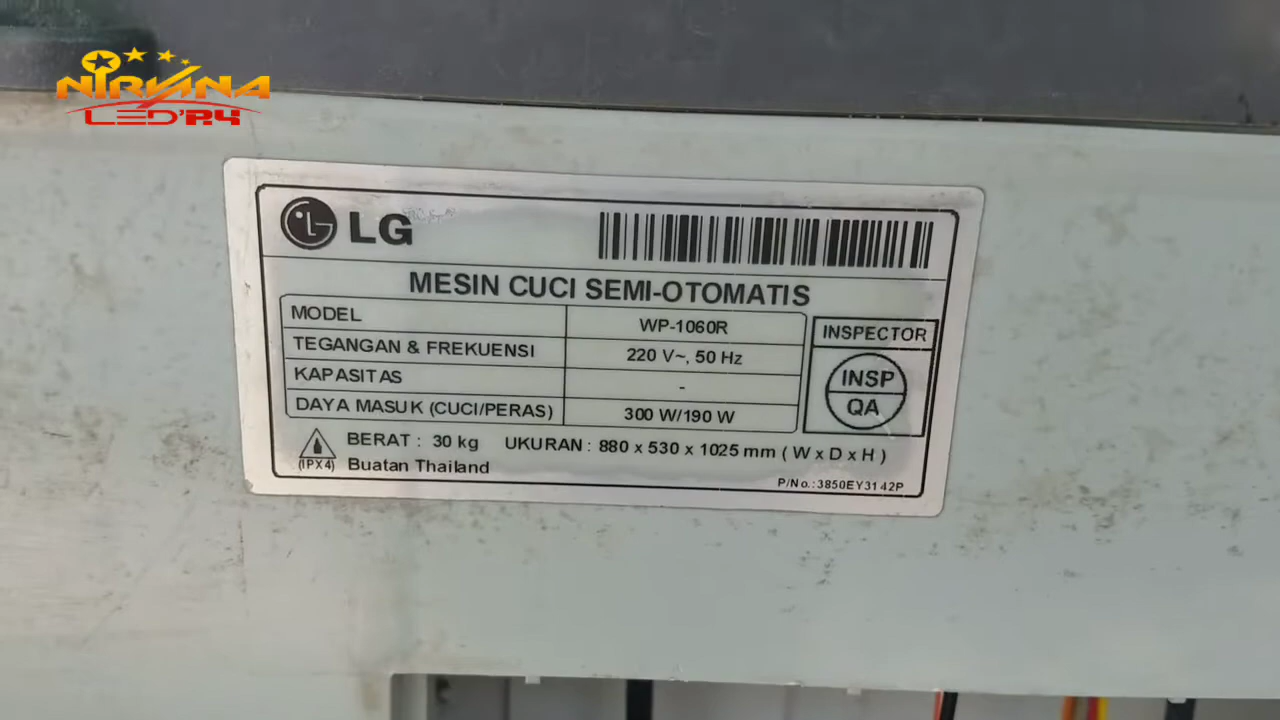 NIRVANA
LED'P.4
LG
MESIN CUCI SEMI-OTOMATIS
MODEL WP-1060R
TEGANGAN & FREKUENSI 220 V~, 50 Hz
KAPASITAS -
DAYA MASUK (CUCI/PERAS) 300 W/190 W
INSPECTOR
INSP
QA
BERAT : 30 kg UKURAN : 880 x 530 x 1025 mm ( W x D x H )
(IPX4) Buatan Thailand
P/No.:3850EY3142P